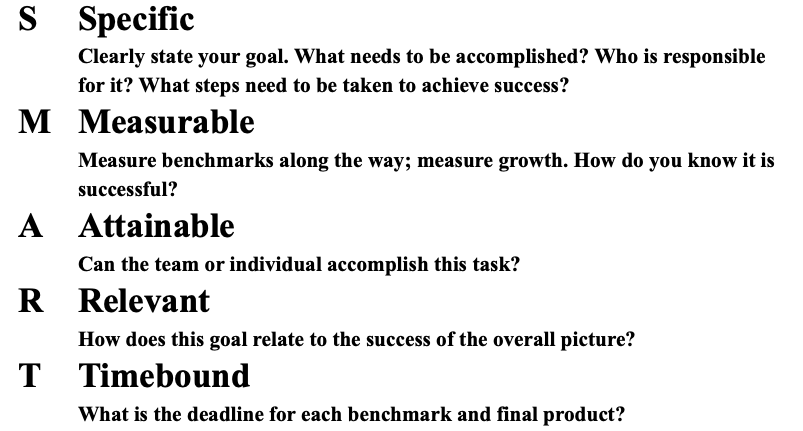 S Specific
Clearly state your goal. What needs to be accomplished? Who is responsible
for it? What steps need to be taken to achieve success?
M Measurable
Measure benchmarks along the way; measure growth. How do you know it is
successful?
A Attainable
Can the team or individual accomplish this task?
R Relevant
How does this goal relate to the success of the overall picture?
T Timebound
What is the deadline for each benchmark and final product?